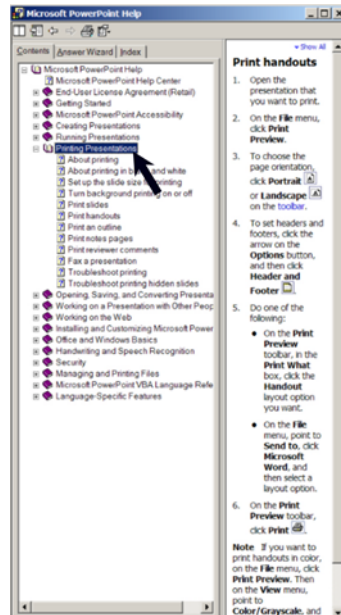 Microsoft PowerPoint Help
Contents Answer Wizard Index
Microsoft PowerPoint Help
Microsoft PowerPoint Help Center
End-User License Agreement (Retail)
Getting Started
Microsoft PowerPoint Accessibility
Creating Presentations
Running Presentations
Printing Presentations
About printing
About printing in and white
Set up the slide size for printing
Turn background printing on or off
Print slides
Print handouts
Print an outline
Print notes pages
Print reviewer comments
Fax a presentation
Troubleshoot printing
Troubleshoot printing hidden slides
Opening, Saving, and Converting Presenta
Working on a Presentation with Other Peop
Working on the Web
Installing and Customizing Microsoft Power
Office and Windows Basics
Handwriting and Speech Recognition
Security
Managing and Printing Files
Microsoft PowerPoint VBA Language Refe
Language-Specific Features
Show All
Print handouts
1. Open the
presentation that
you want to print.
2. On the File menu,
click Print
Preview.
3. To choose the
page orientation,
click Portrait
or Landscape
on the toolbar.
4. To set headers and
footers, click the
arrow on the
Options button,
and then click
Header and
Footer
5. Do one of the
following:
• On the Print
Preview
toolbar, in the
Print What
box, click the
Handout
layout option
you want.
• On the File
menu, point to
Send to, click
Microsoft
Word, and
then select a
layout option.
6. On the Print
Preview toolbar,
click Print
Note If you want to
print handouts in color,
on the File menu, click
Print Preview. Then
on the View menu,
point to
Color/Grayscale, and